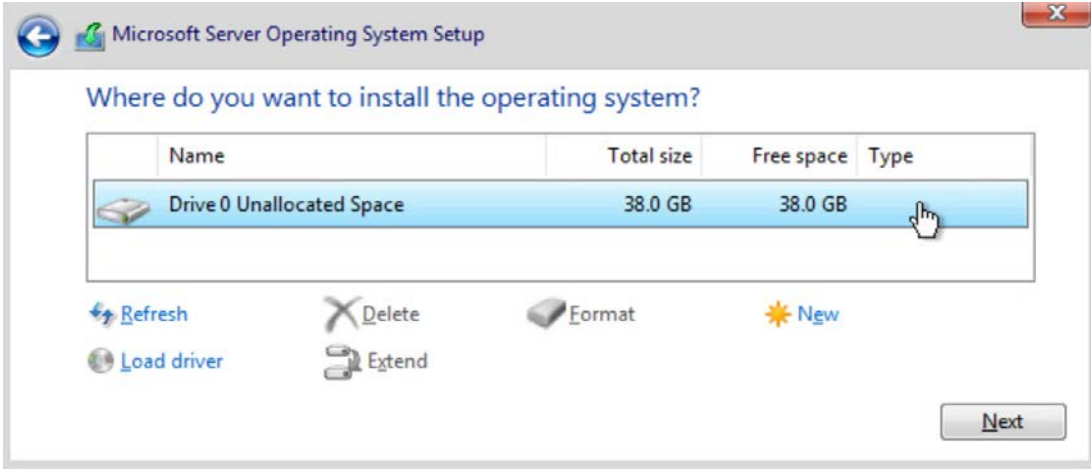 Microsoft Server Operating System Setup
Where do you want to install the operating system?
Name Total size Free space Type
Drive 0 Unallocated Space 38.0 GB 38.0 GB
Refresh Delete Format New
Load driver Extend
Next